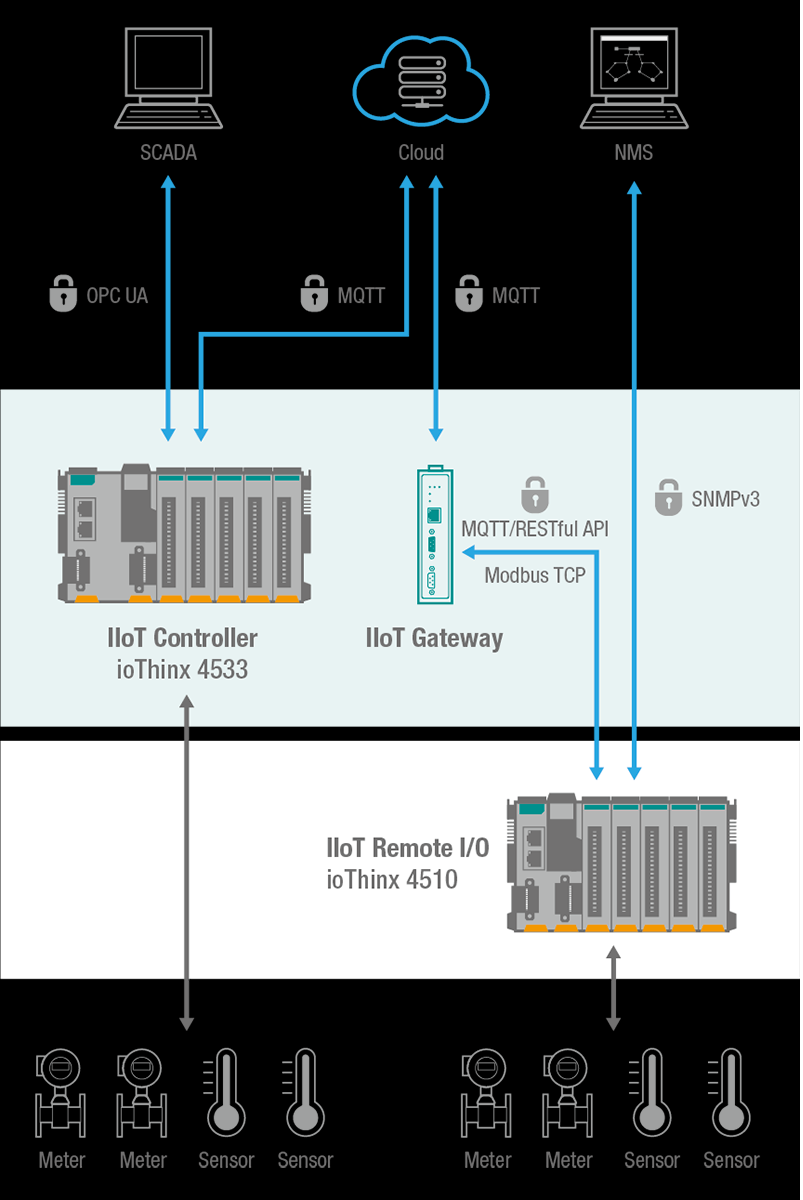 SCADA
Cloud
NMS
OPC UA
MQTT
MQTT
SNMPv3
MQTT/RESTful API
Modbus TCP
IIoT Controller
ioThinx 4533
IIoT Gateway
IIoT Remote I/O
ioThinx 4510
Meter
Meter
Sensor
Sensor
Meter
Meter
Sensor
Sensor